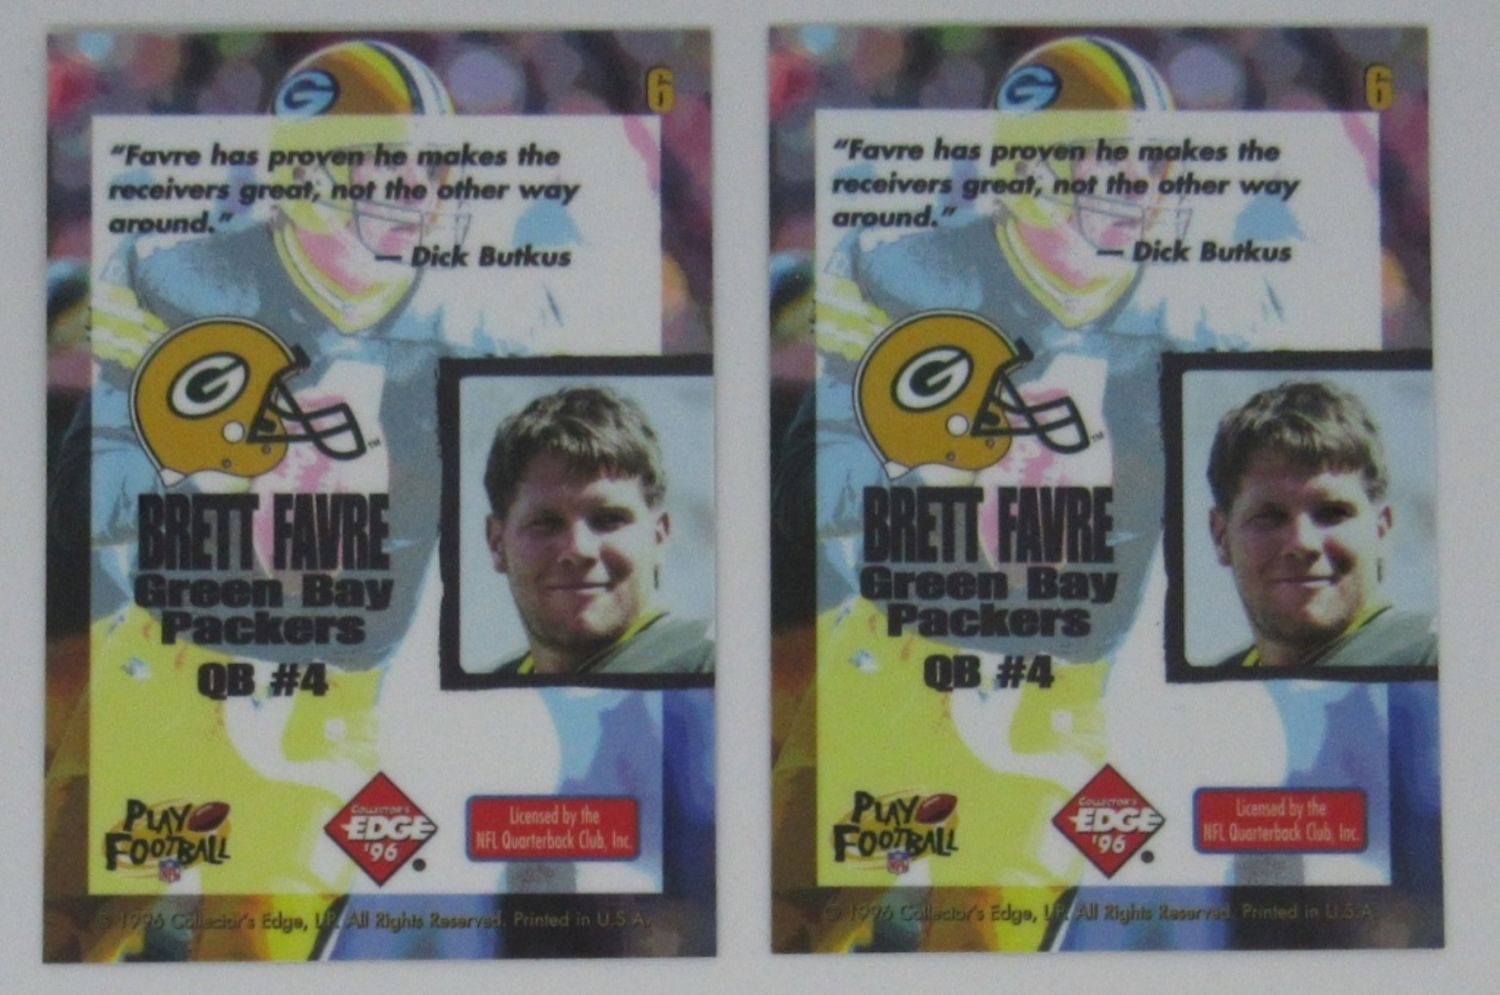 6
"Favre has proven he makes the
receivers great, not the other way
around."
— Dick Butkus
G
G
™
BRETT FAVRE
Green Bay
Packers
QB #4
PLAY
FOOTBALL
NFL
COLLECTOR'S
EDGE
'96
Licensed by the
NFL Quarterback Club, Inc.
© 1996 Collector's Edge, LP. All Rights Reserved. Printed in U.S.A.
6
"Favre has proven he makes the
receivers great, not the other way
around."
— Dick Butkus
G
G
™
BRETT FAVRE
Green Bay
Packers
QB #4
PLAY
FOOTBALL
NFL
COLLECTOR'S
EDGE
'96
Licensed by the
NFL Quarterback Club, Inc.
© 1996 Collector's Edge, LP. All Rights Reserved. Printed in U.S.A.